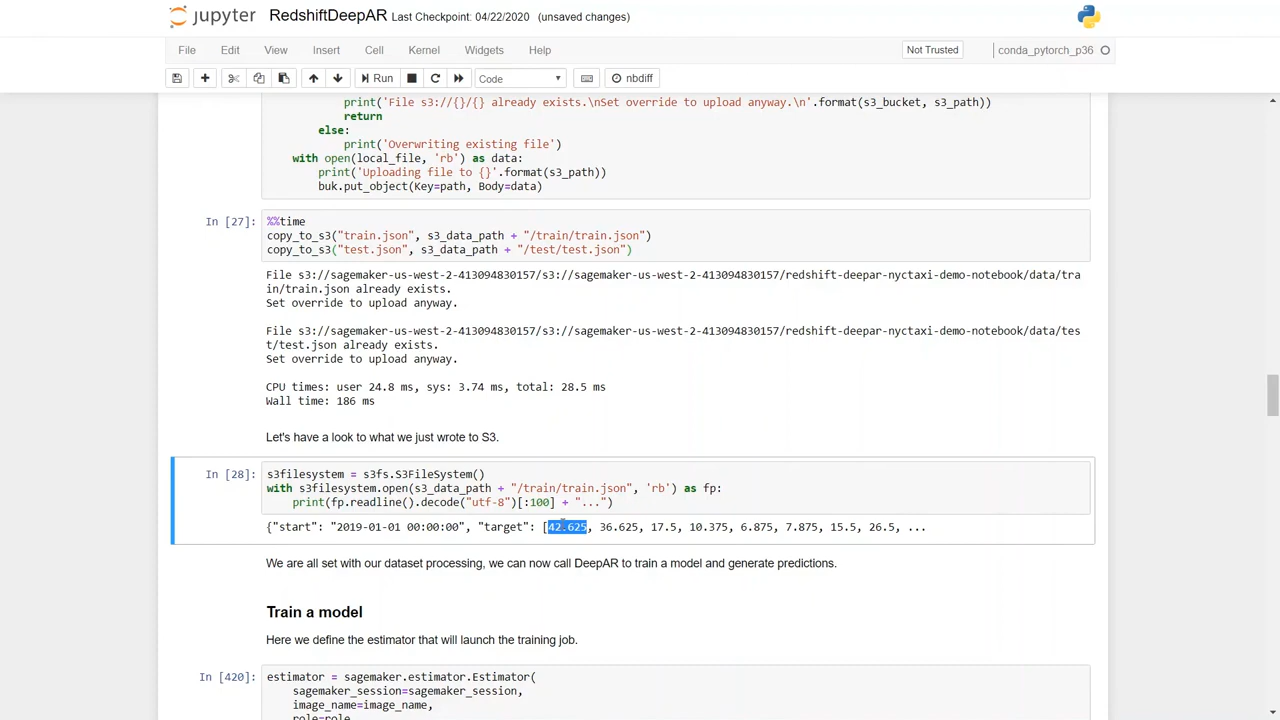 jupyter RedshiftDeepAR Last Checkpoint: 04/22/2020 (unsaved changes)
File Edit View Insert Cell Kernel Widgets Help Not Trusted conda_pytorch_p36
Run Code nbdiff
print('File s3://{}/{} already exists.\nSet override to upload anyway.\n'.format(s3_bucket, s3_path))
return
else:
print('Overwriting existing file')
with open(local_file, 'rb') as data:
print('Uploading file to {}'.format(s3_path))
buk.put_object(Key=path, Body=data)
In [27]: %%time
copy_to_s3("train.json", s3_data_path + "/train/train.json")
copy_to_s3("test.json", s3_data_path + "/test/test.json")
File s3://sagemaker-us-west-2-413094830157/s3://sagemaker-us-west-2-413094830157/redshift-deepar-nyctaxi-demo-notebook/data/tra
in/train.json already exists.
Set override to upload anyway.
File s3://sagemaker-us-west-2-413094830157/s3://sagemaker-us-west-2-413094830157/redshift-deepar-nyctaxi-demo-notebook/data/tes
t/test.json already exists.
Set override to upload anyway.
CPU times: user 24.8 ms, sys: 3.74 ms, total: 28.5 ms
Wall time: 186 ms
Let's have a look to what we just wrote to S3.
In [28]: s3filesystem = s3fs.S3FileSystem()
with s3filesystem.open(s3_data_path + "/train/train.json", 'rb') as fp:
print(fp.readline().decode("utf-8")[:100] + "...")
{"start": "2019-01-01 00:00:00", "target": [42.625, 36.625, 17.5, 10.375, 6.875, 7.875, 15.5, 26.5, ...
We are all set with our dataset processing, we can now call DeepAR to train a model and generate predictions.
Train a model
Here we define the estimator that will launch the training job.
In [420]: estimator = sagemaker.estimator.Estimator(
sagemaker_session=sagemaker_session,
image_name=image_name,
role=role,